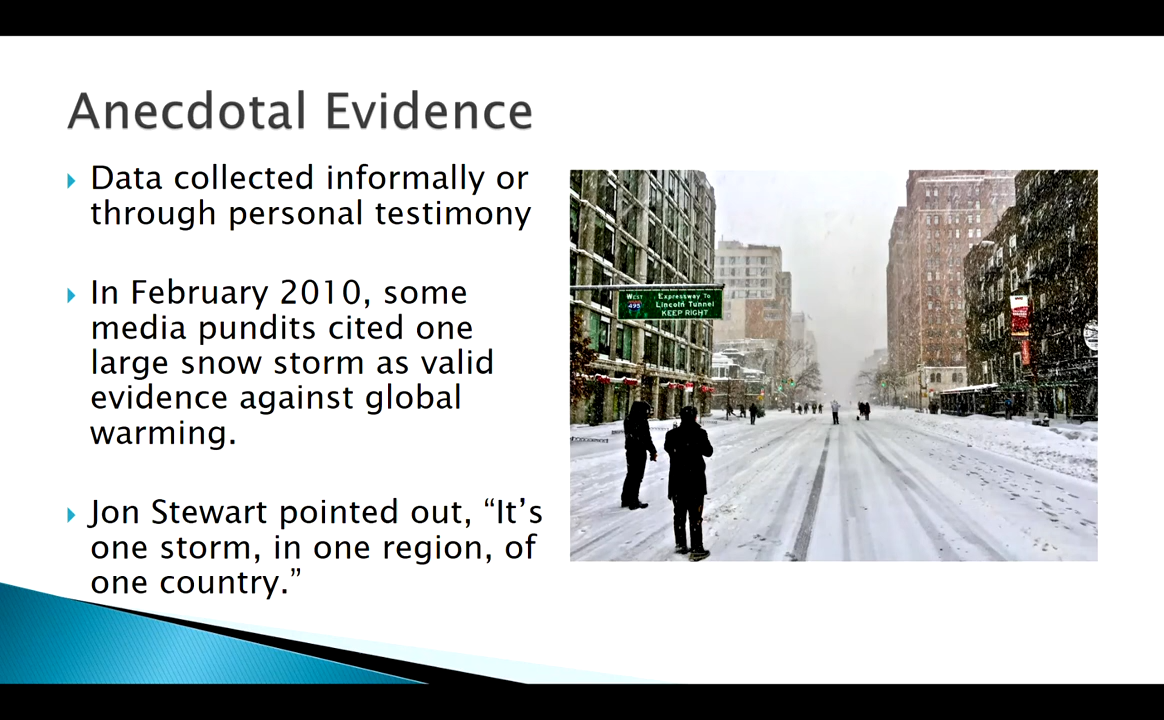 Anecdotal Evidence
Data collected informally or
through personal testimony
In February 2010, some
media pundits cited one
large snow storm as valid
evidence against global
warming.
Jon Stewart pointed out, “It’s
one storm, in one region, of
one country.”
WEST
495
Expressway To
Lincoln Tunnel
KEEP RIGHT